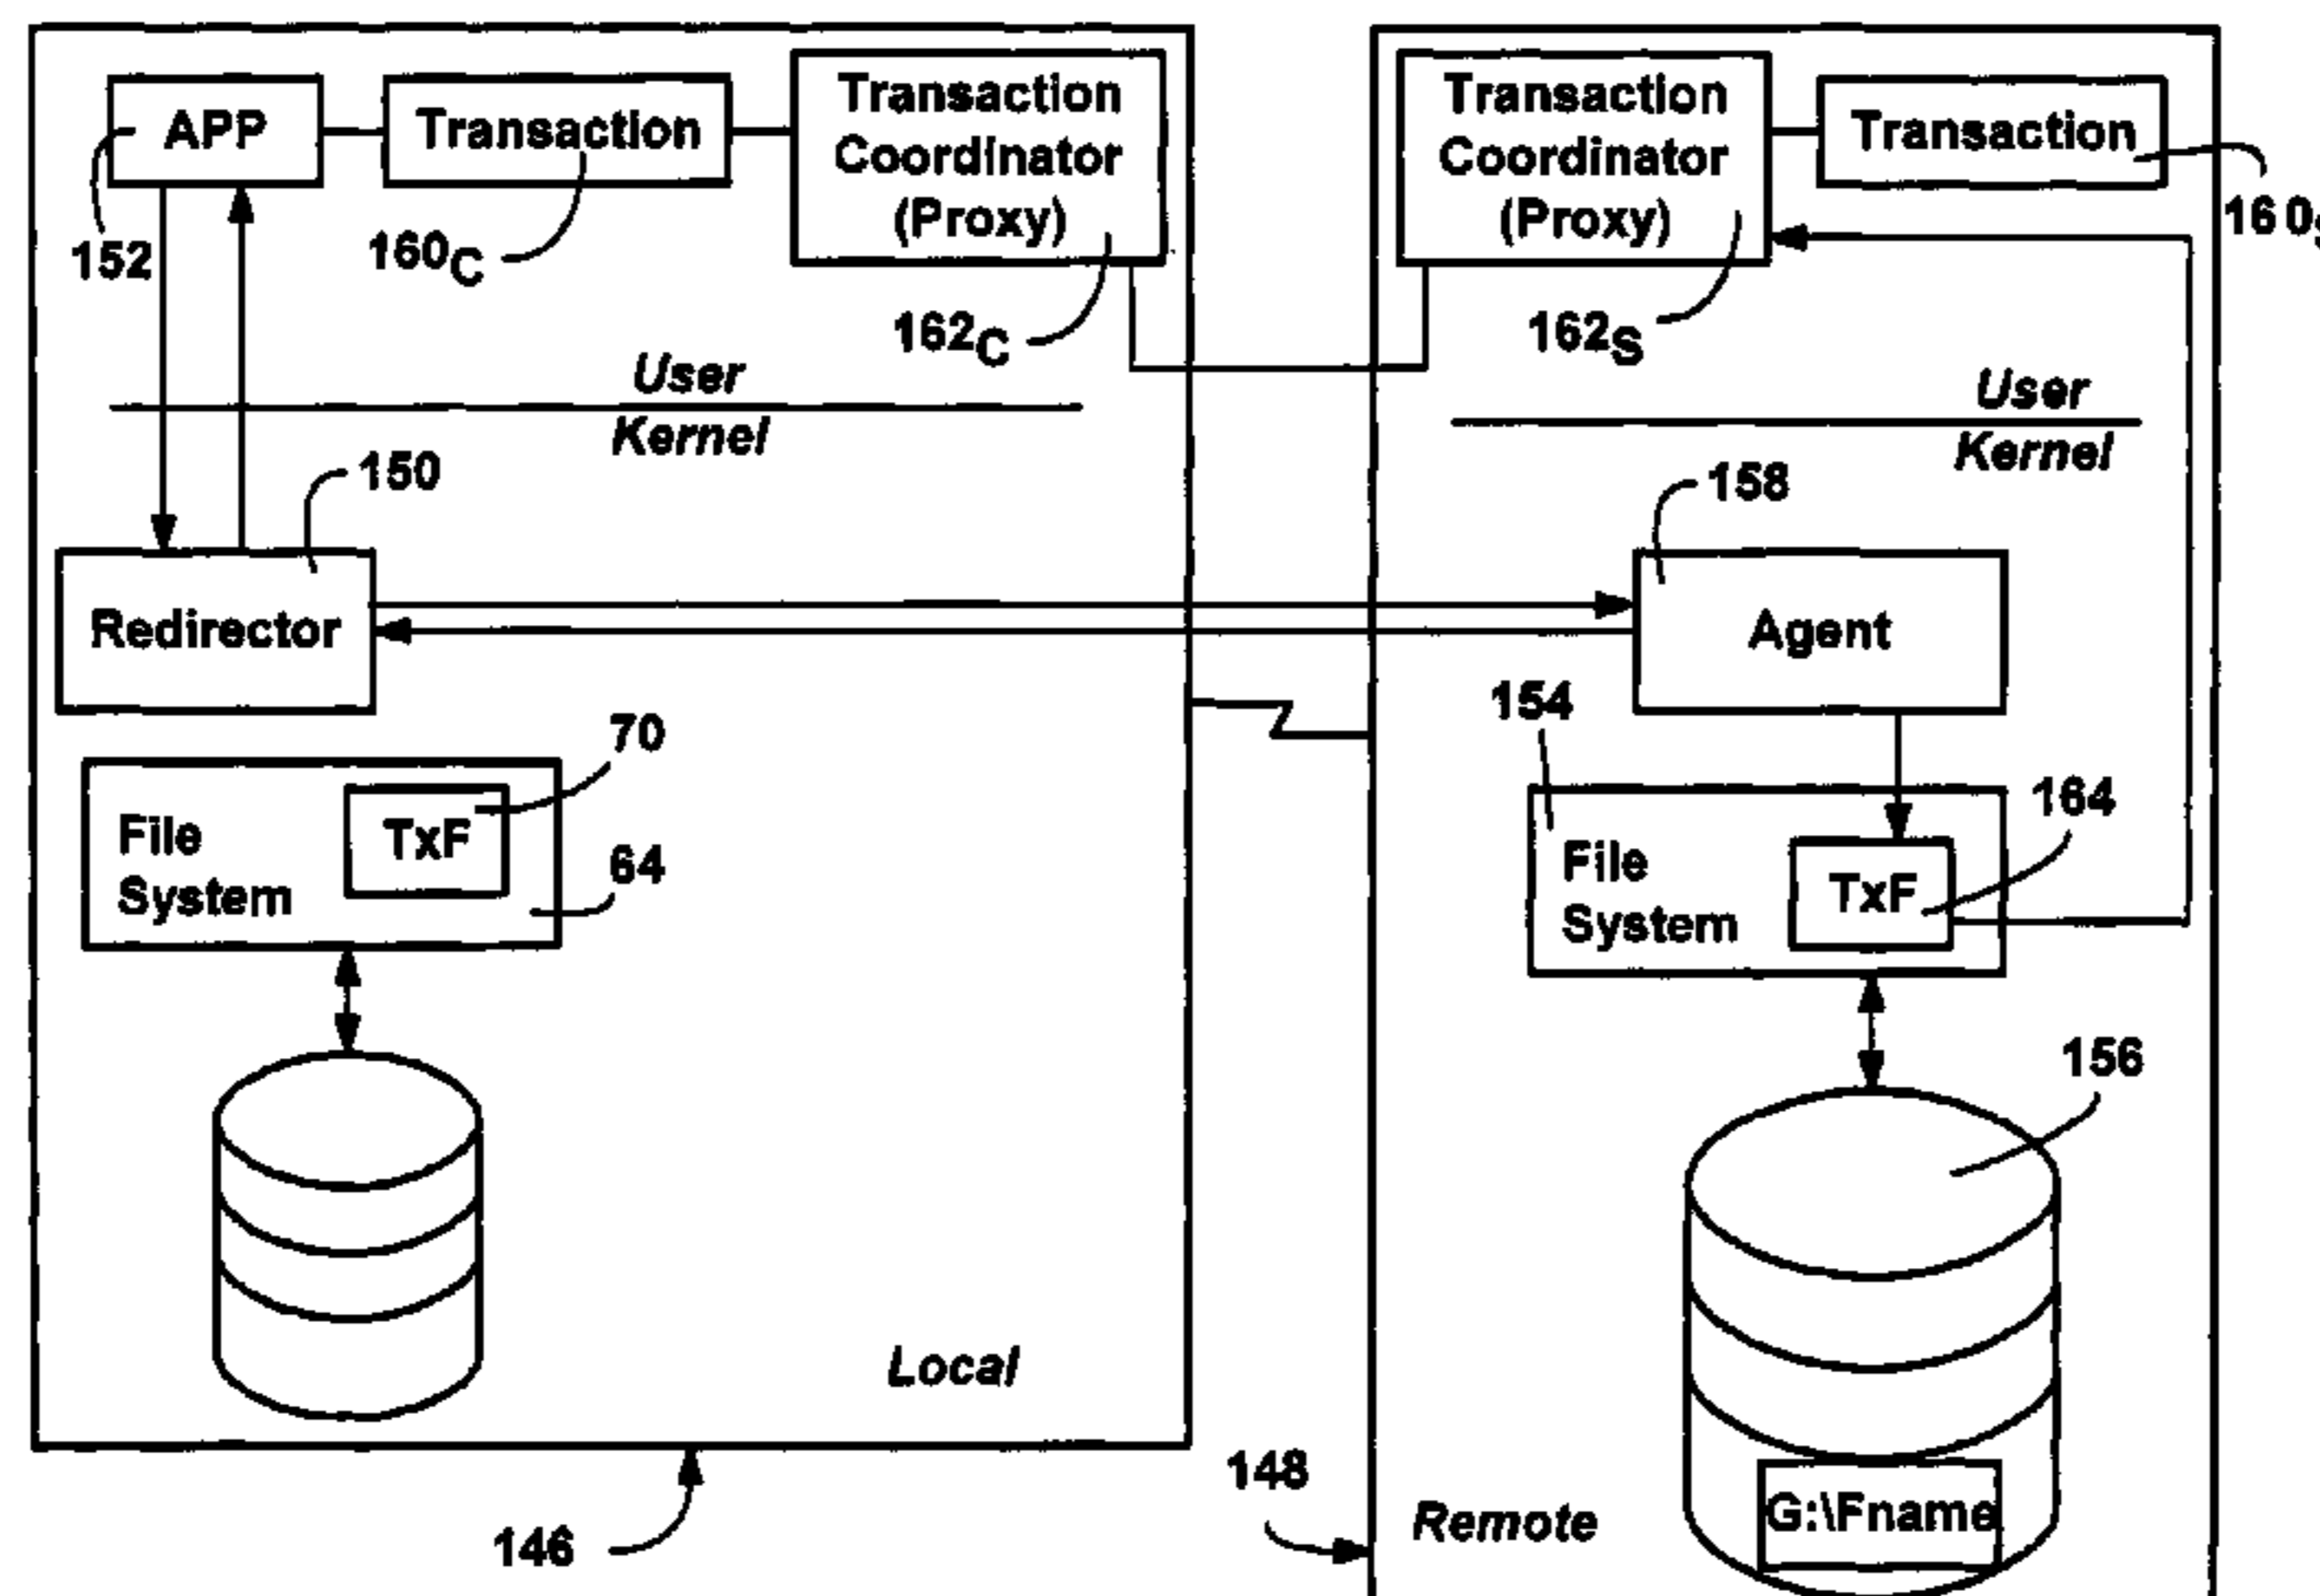 APP
Transaction
Transaction
Coordinator
(Proxy)
152
160C
162C
User
Kernel
150
Redirector
70
TxF
File
System
64
Local
146
Transaction
Coordinator
(Proxy)
Transaction
160S
162S
User
Kernel
158
Agent
154
164
File
System
TxF
156
148
Remote
G:\Fname